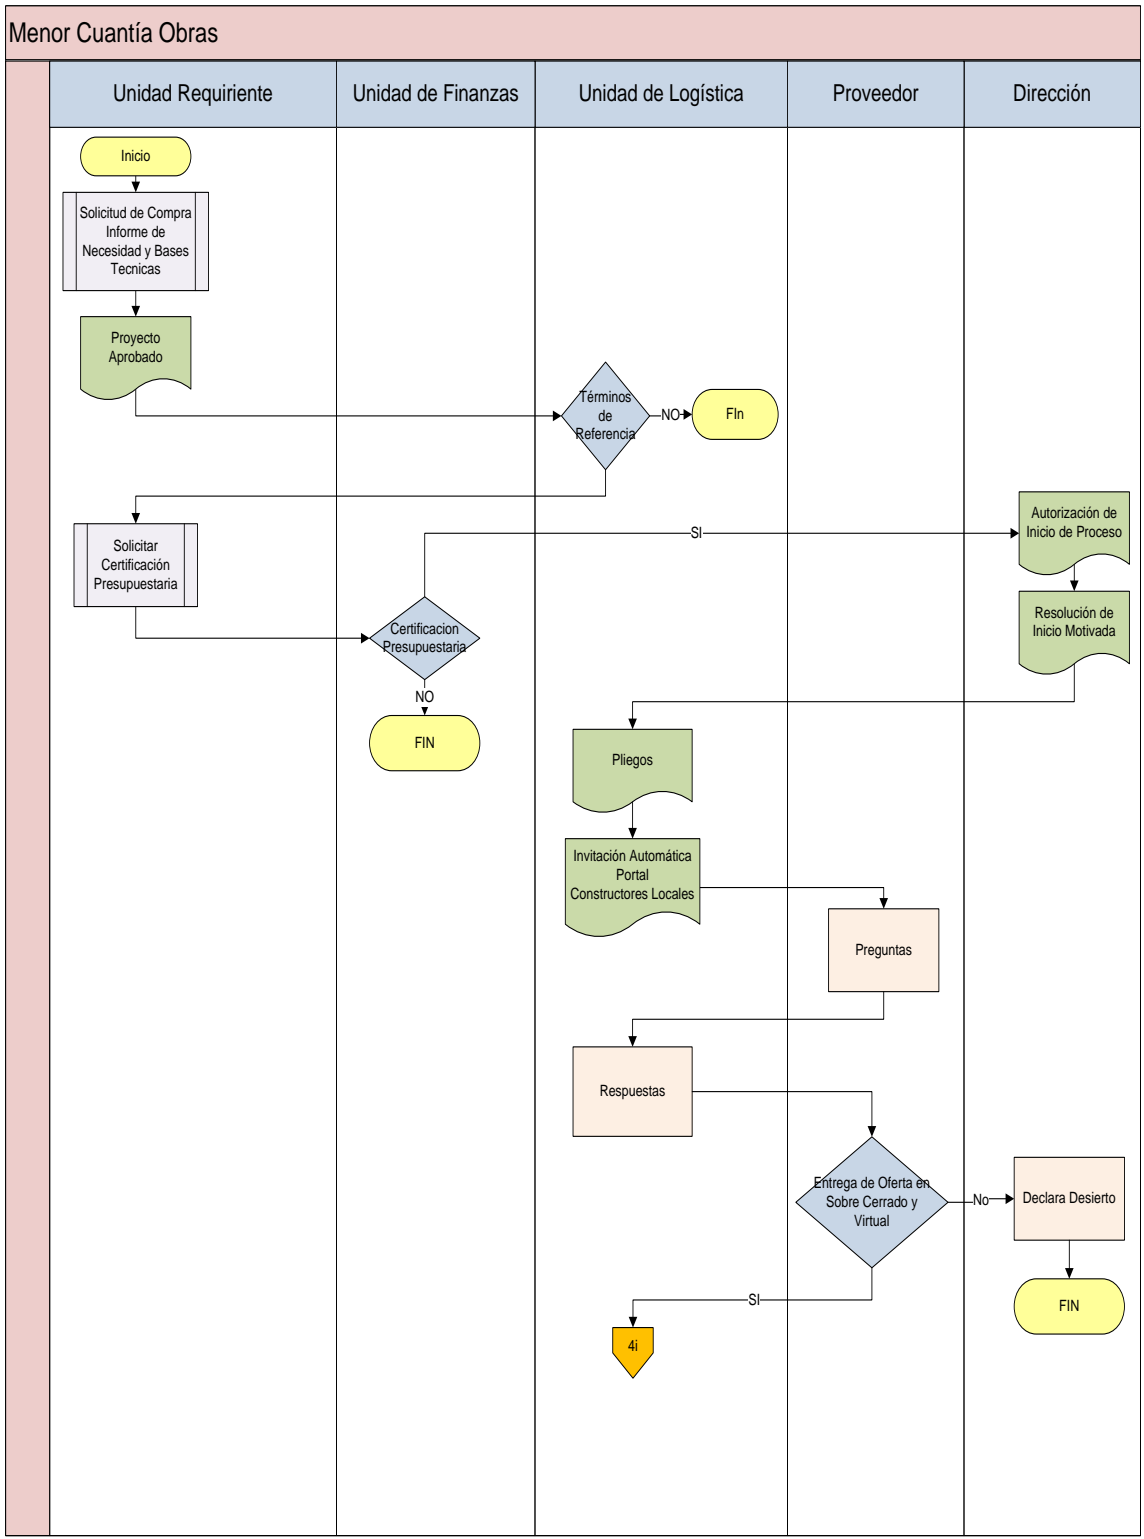 Menor Cuantía Obras
Unidad Requiriente
Unidad de Finanzas
Unidad de Logística
Proveedor
Dirección
Inicio
Solicitud de Compra
Informe de
Necesidad y Bases
Tecnicas
Proyecto
Aprobado
Términos
de
Referencia
NO
FIn
Solicitar
Certificación
Presupuestaria
SI
Autorización de
Inicio de Proceso
Certificacion
Presupuestaria
Resolución de
Inicio Motivada
NO
FIN
Pliegos
Invitación Automática
Portal
Constructores Locales
Preguntas
Respuestas
Entrega de Oferta en
Sobre Cerrado y
Virtual
No
Declara Desierto
SI
FIN
4i